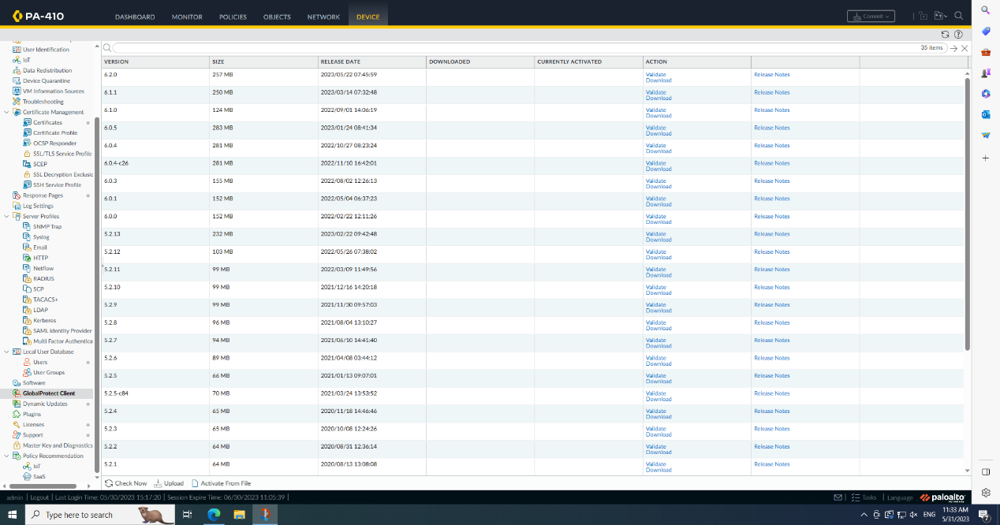 PA-410
DASHBOARD MONITOR POLICIES OBJECTS NETWORK DEVICE
Commit
User Identification
IoT
Data Redistribution
Device Quarantine
VM Information Sources
Troubleshooting
Certificate Management
Certificates
Certificate Profile
OCSP Responder
SSL/TLS Service Profile
SCEP
SSL Decryption Exclusio
SSH Service Profile
Response Pages
Log Settings
Server Profiles
SNMP Trap
Syslog
Email
HTTP
Netflow
RADIUS
SCP
TACACS+
LDAP
Kerberos
SAML Identity Provider
Multi Factor Authentica
Local User Database
Users
User Groups
Software
GlobalProtect Client
Dynamic Updates
Plugins
Licenses
Support
Master Key and Diagnostics
Policy Recommendation
IoT
SaaS
35 items
VERSION SIZE RELEASE DATE DOWNLOADED CURRENTLY ACTIVATED ACTION
6.2.0 257 MB 2023/05/22 07:45:59 Validate Release Notes
Download
6.1.1 250 MB 2023/03/14 07:32:48 Validate Release Notes
Download
6.1.0 124 MB 2022/09/01 14:06:19 Validate Release Notes
Download
6.0.5 283 MB 2023/01/24 08:41:34 Validate Release Notes
Download
6.0.4 281 MB 2022/10/27 08:23:24 Validate Release Notes
Download
6.0.4-c26 281 MB 2022/11/10 16:42:01 Validate Release Notes
Download
6.0.3 155 MB 2022/08/02 12:26:13 Validate Release Notes
Download
6.0.1 152 MB 2022/05/04 06:37:23 Validate Release Notes
Download
6.0.0 152 MB 2022/02/22 12:11:26 Validate Release Notes
Download
5.2.13 232 MB 2023/02/22 09:42:48 Validate Release Notes
Download
5.2.12 103 MB 2022/05/26 07:38:02 Validate Release Notes
Download
5.2.11 99 MB 2022/03/09 11:49:56 Validate Release Notes
Download
5.2.10 99 MB 2021/12/16 14:20:18 Validate Release Notes
Download
5.2.9 99 MB 2021/11/30 09:57:03 Validate Release Notes
Download
5.2.8 96 MB 2021/08/04 13:10:27 Validate Release Notes
Download
5.2.7 94 MB 2021/06/10 14:41:40 Validate Release Notes
Download
5.2.6 89 MB 2021/04/08 03:44:12 Validate Release Notes
Download
5.2.5 66 MB 2021/01/13 09:07:01 Validate Release Notes
Download
5.2.5-c84 70 MB 2021/03/24 13:53:52 Validate Release Notes
Download
5.2.4 65 MB 2020/11/18 14:46:46 Validate Release Notes
Download
5.2.3 65 MB 2020/10/08 12:24:26 Validate Release Notes
Download
5.2.2 64 MB 2020/08/31 12:36:14 Validate Release Notes
Download
5.2.1 64 MB 2020/08/13 13:08:08 Validate Release Notes
Download
Check Now Upload Activate From File
admin | Logout | Last Login Time: 05/30/2023 15:17:20 | Session Expire Time: 06/30/2023 11:05:39 |
Tasks | Language paloalto
NETWORKS
Type here to search
ENG
11:33 AM
5/31/2023
7